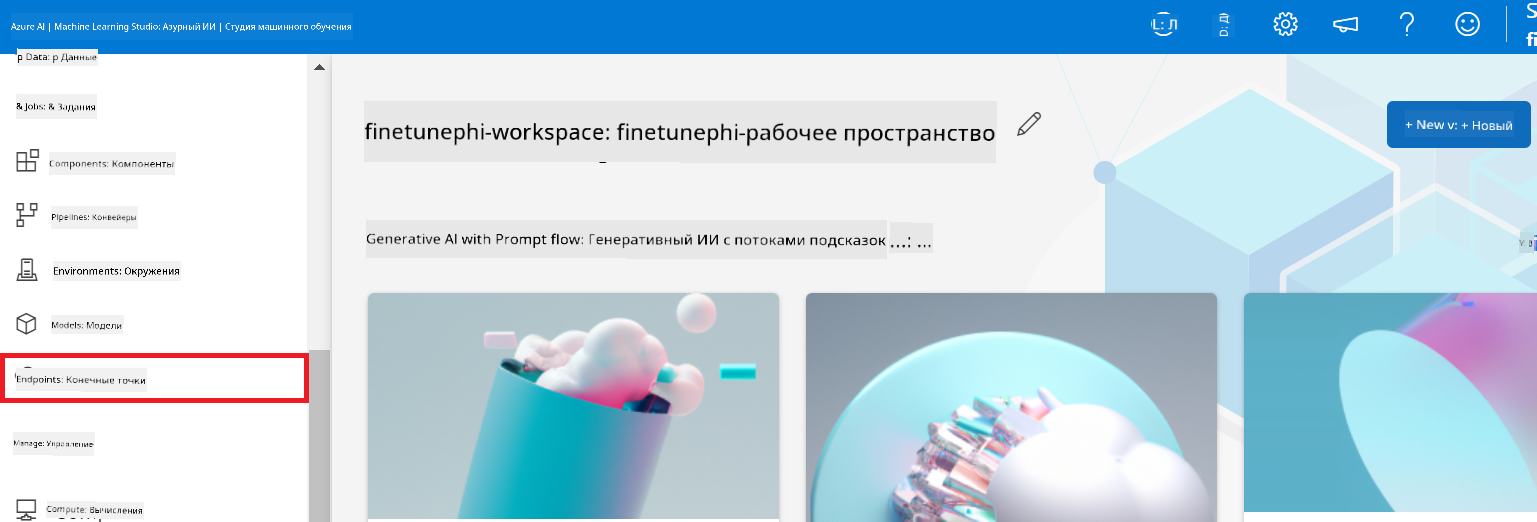 Azure AI | Machine Learning Studio: Азурный ИИ | Студия машинного обучения
p Data: p Данные
& Jobs: & Задания
Components: Компоненты
Pipelines: Конвейеры
Environments: Окружения
Models: Модели
Endpoints: Конечные точки
Manage: Управление
Compute: Вычисления
finetunephi-workspace: finetunephi-рабочее пространство
+ New v: + Новый
Generative AI with Prompt flow: Генеративный ИИ с потоками подсказок ...: ...